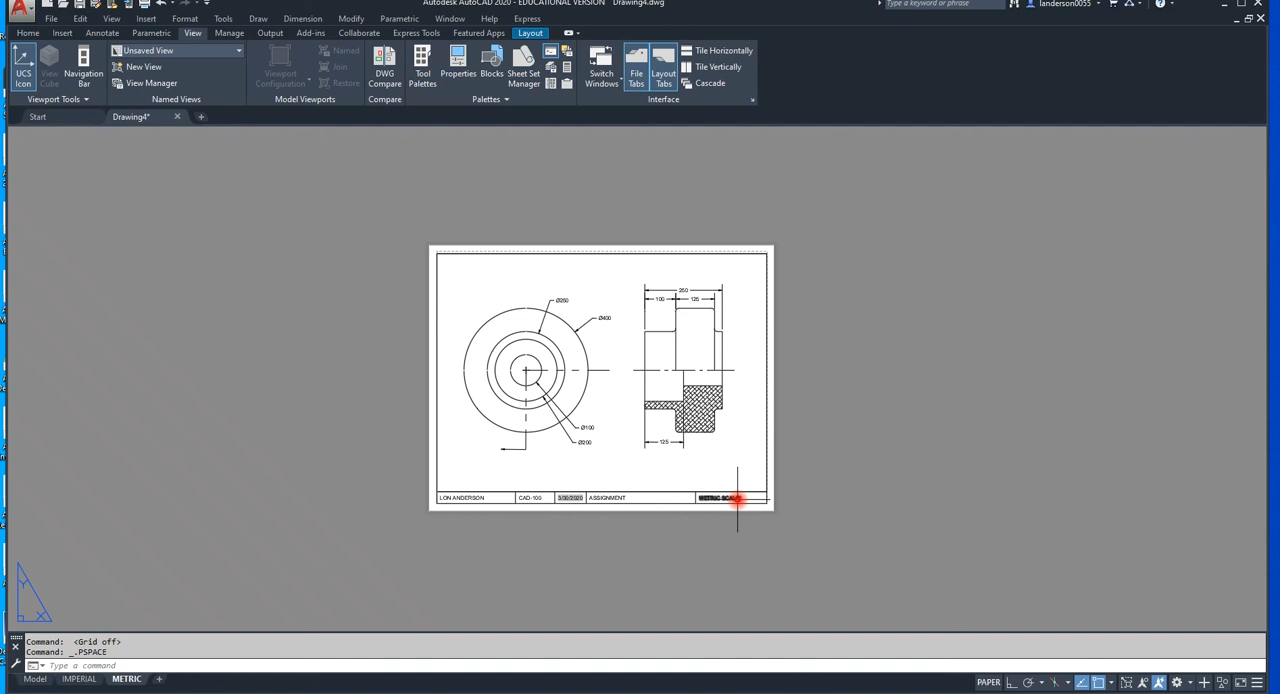 Autodesk AutoCAD 2020 - EDUCATIONAL VERSION Drawing4.dwg
Type a keyword or phrase
landerson0055
File Edit View Insert Format Tools Draw Dimension Modify Parametric Window Help Express
Home Insert Annotate Parametric View Manage Output Add-ins Collaborate Express Tools Featured Apps Layout
UCS Icon
View Cube
Navigation Bar
Viewport Tools
Unsaved View
New View
View Manager
Named Views
Viewport Configuration
Named
Join
Restore
Model Viewports
DWG Compare
Compare
Tool Palettes
Properties
Blocks
Sheet Set Manager
Palettes
Switch Windows
File Tabs
Layout Tabs
Tile Horizontally
Tile Vertically
Cascade
Interface
Start
Drawing4*
250
100 125
Ø250
Ø400
Ø100
Ø200
125
LON ANDERSON CAD-100 3/30/2020 ASSIGNMENT METRIC SCALE
Y
X
Command: <Grid off>
Command: _.PSPACE
Type a command
Model IMPERIAL METRIC +
PAPER